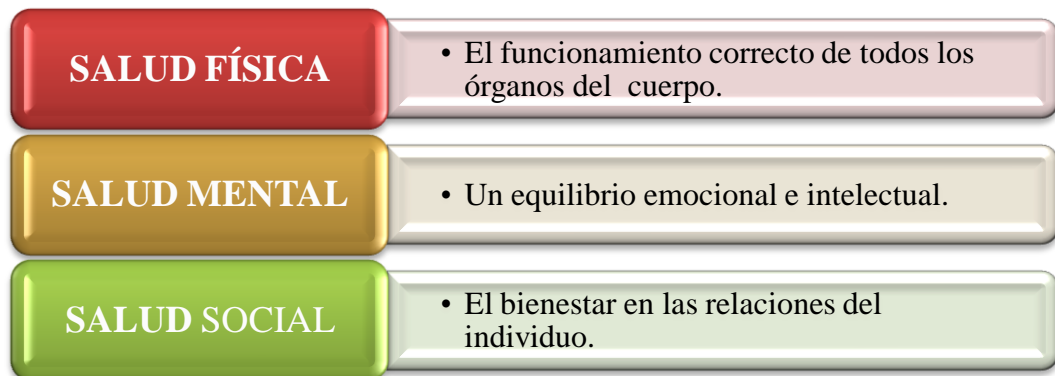 SALUD FÍSICA
• El funcionamiento correcto de todos los
órganos del cuerpo.
SALUD MENTAL
• Un equilibrio emocional e intelectual.
SALUD SOCIAL
• El bienestar en las relaciones del
individuo.